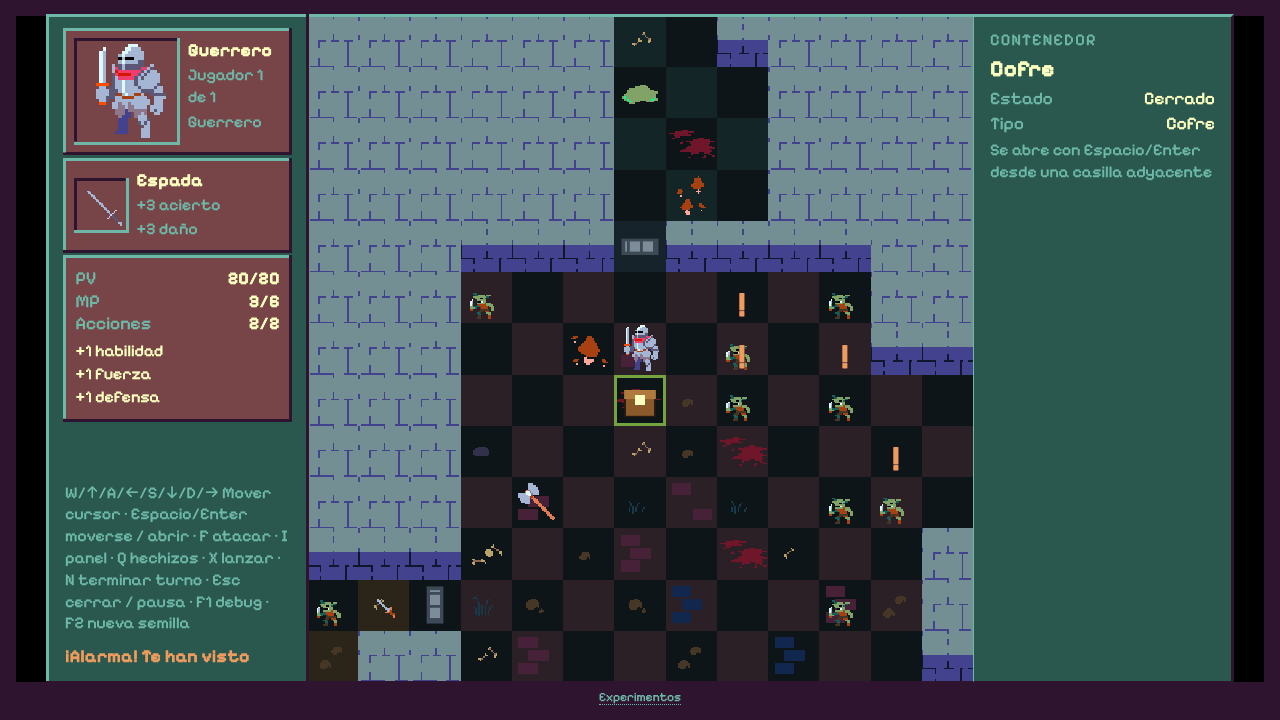 Guerrero
Jugador 1
de 1
Guerrero
Espada
+3 acierto
+3 daño
PV 80/80
MP 3/6
Acciones 2/2
+1 habilidad
+1 fuerza
+1 defensa
W/↑/A/←/S/↓/D/→ Mover
cursor · Espacio/Enter
moverse / abrir · F atacar · I
panel · Q hechizos · X lanzar ·
N terminar turno · Esc
cerrar / pausa · F1 debug ·
F2 nueva semilla
¡Alarma! Te han visto
!
!
!
CONTENEDOR
Cofre
Estado Cerrado
Tipo Cofre
Se abre con Espacio/Enter
desde una casilla adyacente
Experimentos